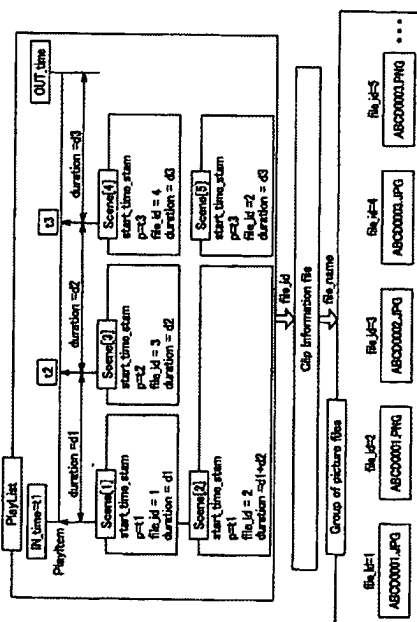 PlayList
IN_time=t1
t2
t3
OUT_time
PlayItem
duration =d1
duration =d2
duration =d3
Scene[1]
start_time_stam
p=t1
file_id = 1
duration = d1
Scene[3]
start_time_stam
p=t2
file_id = 3
duration = d2
Scene[4]
start_time_stam
p=t3
file_id = 4
duration = d3
Scene[2]
start_time_stam
p=t1
file_id = 2
duration =d1+d2
Scene[5]
start_time_stam
p=t3
file_id =2
duration = d3
file_id
Clip Information file
file_name
Group of picture files
file_id=1
ABCD0001.JPG
file_id=2
ABCD0001.PNG
file_id=3
ABCD0002.JPG
file_id=4
ABCD0003.JPG
file_id=5
ABCD0003.PNG
...